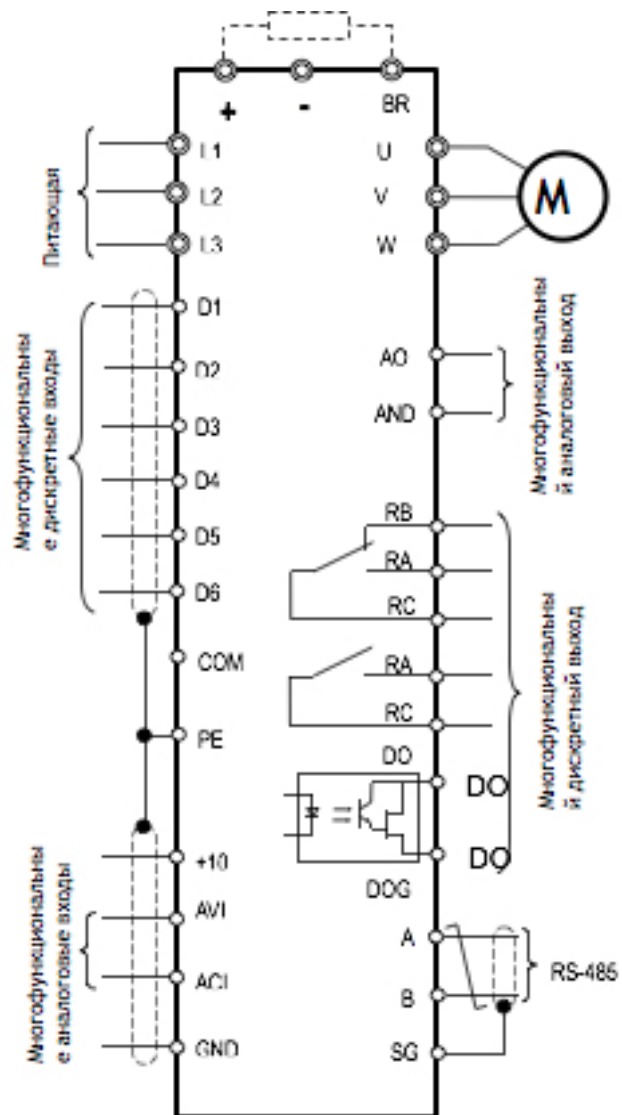 +
-
BR
L1
L2
L3
Питающая
U
V
W
M
D1
D2
D3
D4
D5
D6
Многофункциональны
е дискретные входы
COM
PE
AO
AND
Многофункциональны
й аналоговый выход
RB
RA
RC
RA
RC
DO
DO
DO
DOG
Многофункциональны
й дискретный выход
+10
AVI
ACI
GND
Многофункциональны
е аналоговые входы
A
B
SG
RS-485